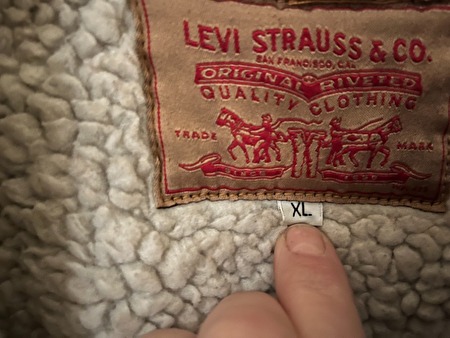 LEVI STRAUSS & CO.
SAN FRANCISCO, CAL.
ORIGINAL RIVETED
QUALITY CLOTHING
TRADE MARK
XL